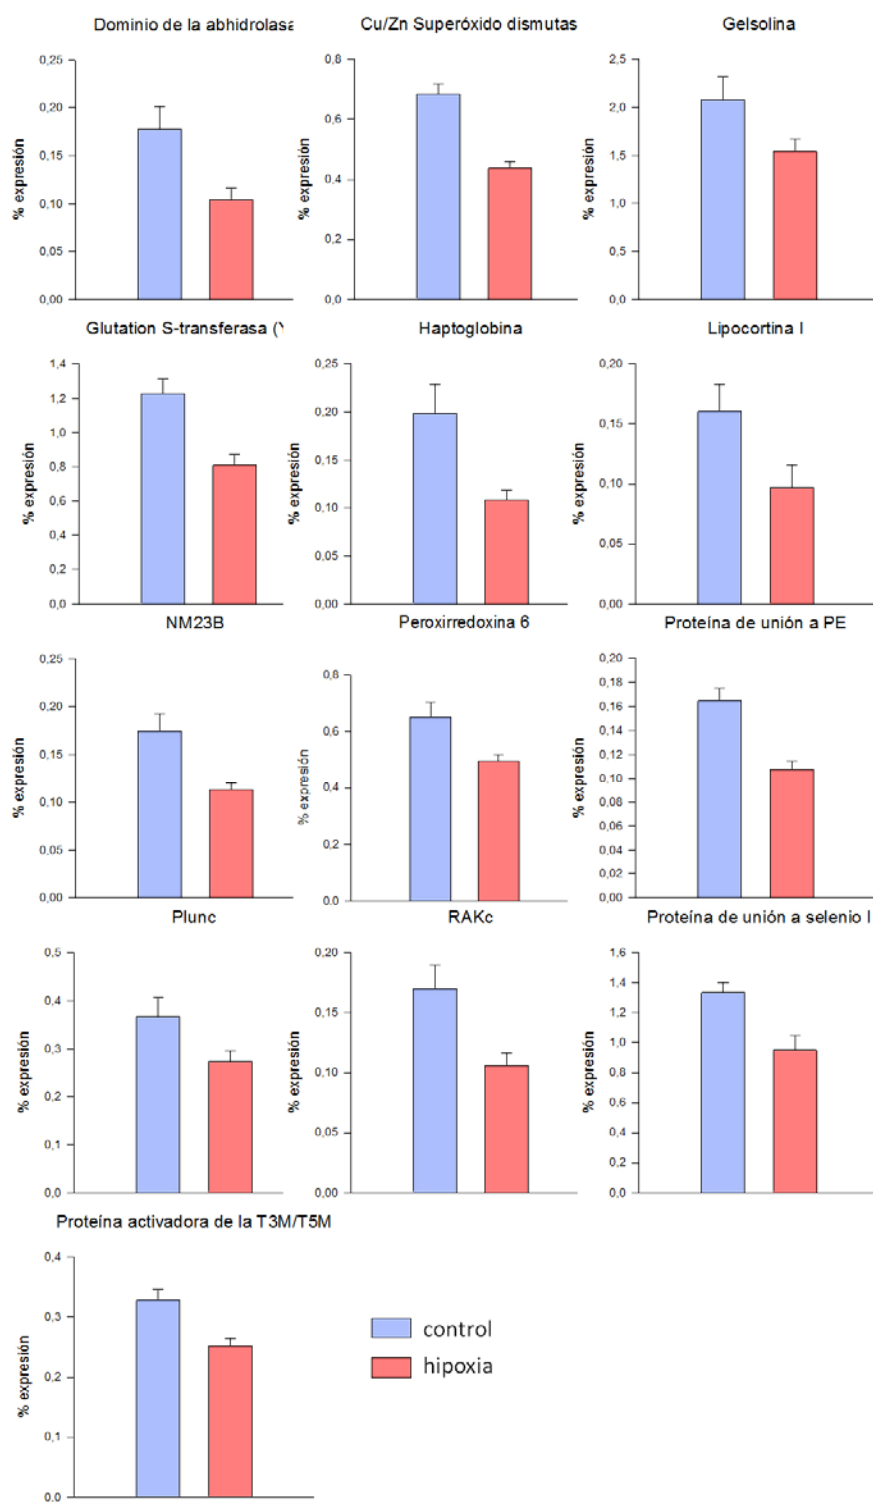 Dominio de la abhidrolasa
% expresión
0,25
0,20
0,15
0,10
0,05
0,00
Cu/Zn Superóxido dismutas
% expresión
0,8
0,6
0,4
0,2
0,0
Gelsolina
% expresión
2,5
2,0
1,5
1,0
0,5
0,0
Glutation S-transferasa (Y
% expresión
1,4
1,2
1,0
0,8
0,6
0,4
0,2
0,0
Haptoglobina
% expresión
0,25
0,20
0,15
0,10
0,05
0,00
Lipocortina I
% expresión
0,20
0,15
0,10
0,05
0,00
NM23B
% expresión
0,25
0,20
0,15
0,10
0,05
0,00
Peroxirredoxina 6
% expresión
0,8
0,6
0,4
0,2
0.0
Proteína de unión a PE
% expresión
0,20
0,18
0,16
0,14
0,12
0,10
0,08
0,06
0,04
0,02
0,00
Plunc
% expresión
0,5
0,4
0,3
0,2
0,1
0,0
RAKc
% expresión
0,20
0,15
0,10
0,05
0,00
Proteína de unión a selenio I
% expresión
1,6
1,4
1,2
1,0
0,8
0,6
0,4
0,2
0,0
Proteína activadora de la T3M/T5M
% expresión
0,4
0,3
0,2
0,1
0,0
control
hipoxia